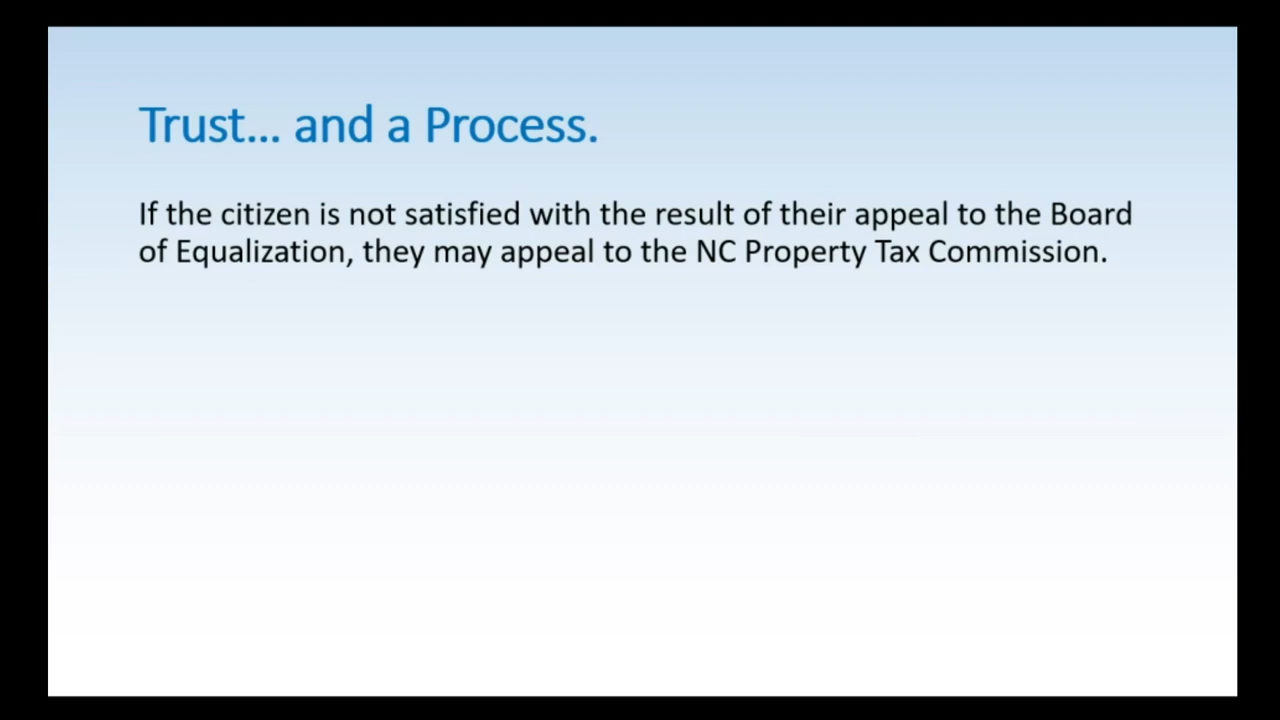 Trust... and a Process.
If the citizen is not satisfied with the result of their appeal to the Board
of Equalization, they may appeal to the NC Property Tax Commission.